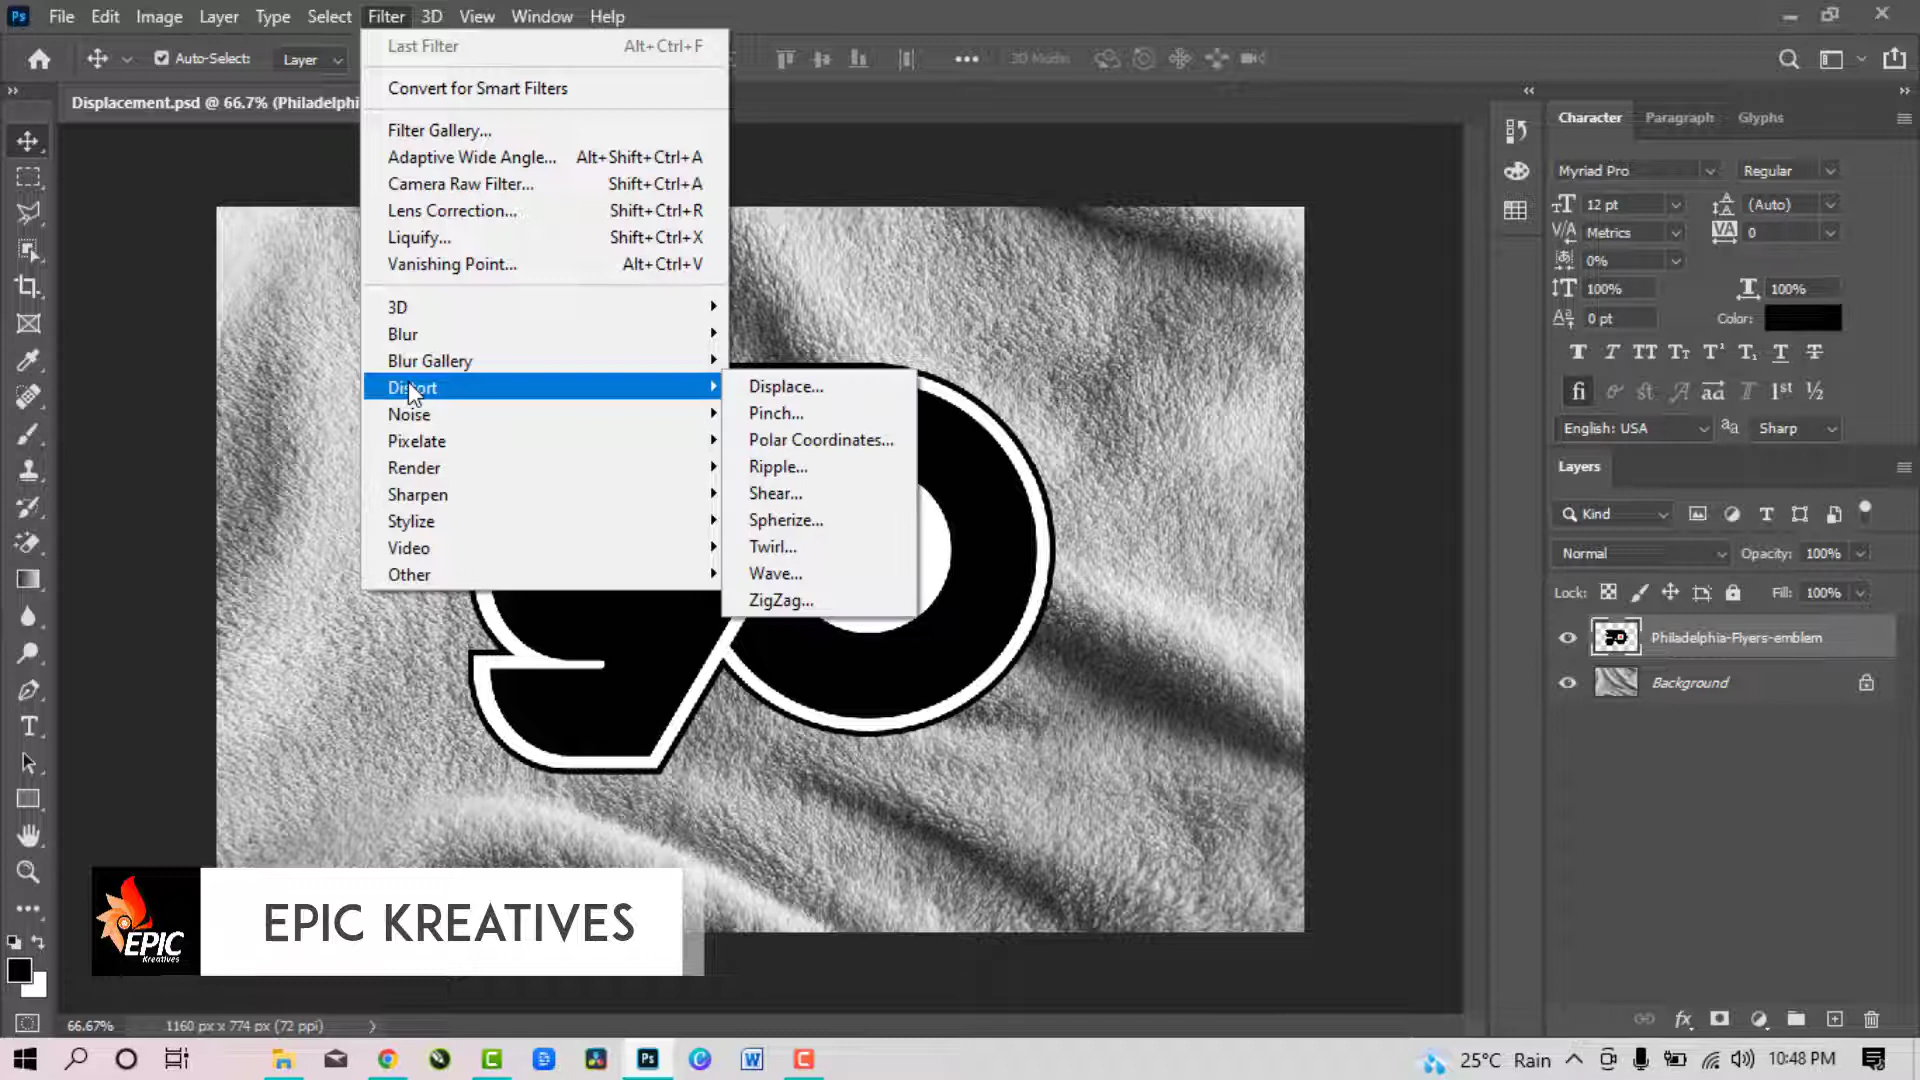 Ps File Edit Image Layer Type Select Filter 3D View Window Help
Auto-Select: Layer
3D Mode:
Displacement.psd @ 66.7% (Philadelphi
Last Filter Alt+Ctrl+F
Convert for Smart Filters
Filter Gallery...
Adaptive Wide Angle... Alt+Shift+Ctrl+A
Camera Raw Filter... Shift+Ctrl+A
Lens Correction... Shift+Ctrl+R
Liquify... Shift+Ctrl+X
Vanishing Point... Alt+Ctrl+V
3D
Blur
Blur Gallery
Distort
Noise
Pixelate
Render
Sharpen
Stylize
Video
Other
Displace...
Pinch...
Polar Coordinates...
Ripple...
Shear...
Spherize...
Twirl...
Wave...
ZigZag...
Character Paragraph Glyphs
Myriad Pro Regular
12 pt (Auto)
Metrics 0
0%
100% 100%
0 pt Color:
English: USA Sharp
Layers
Kind
Normal Opacity: 100%
Lock: Fill: 100%
Philadelphia-Flyers-emblem
Background
EPIC
Kreatives
EPIC KREATIVES
66.67% 1160 px x 774 px (72 ppi)
25°C Rain 10:48 PM